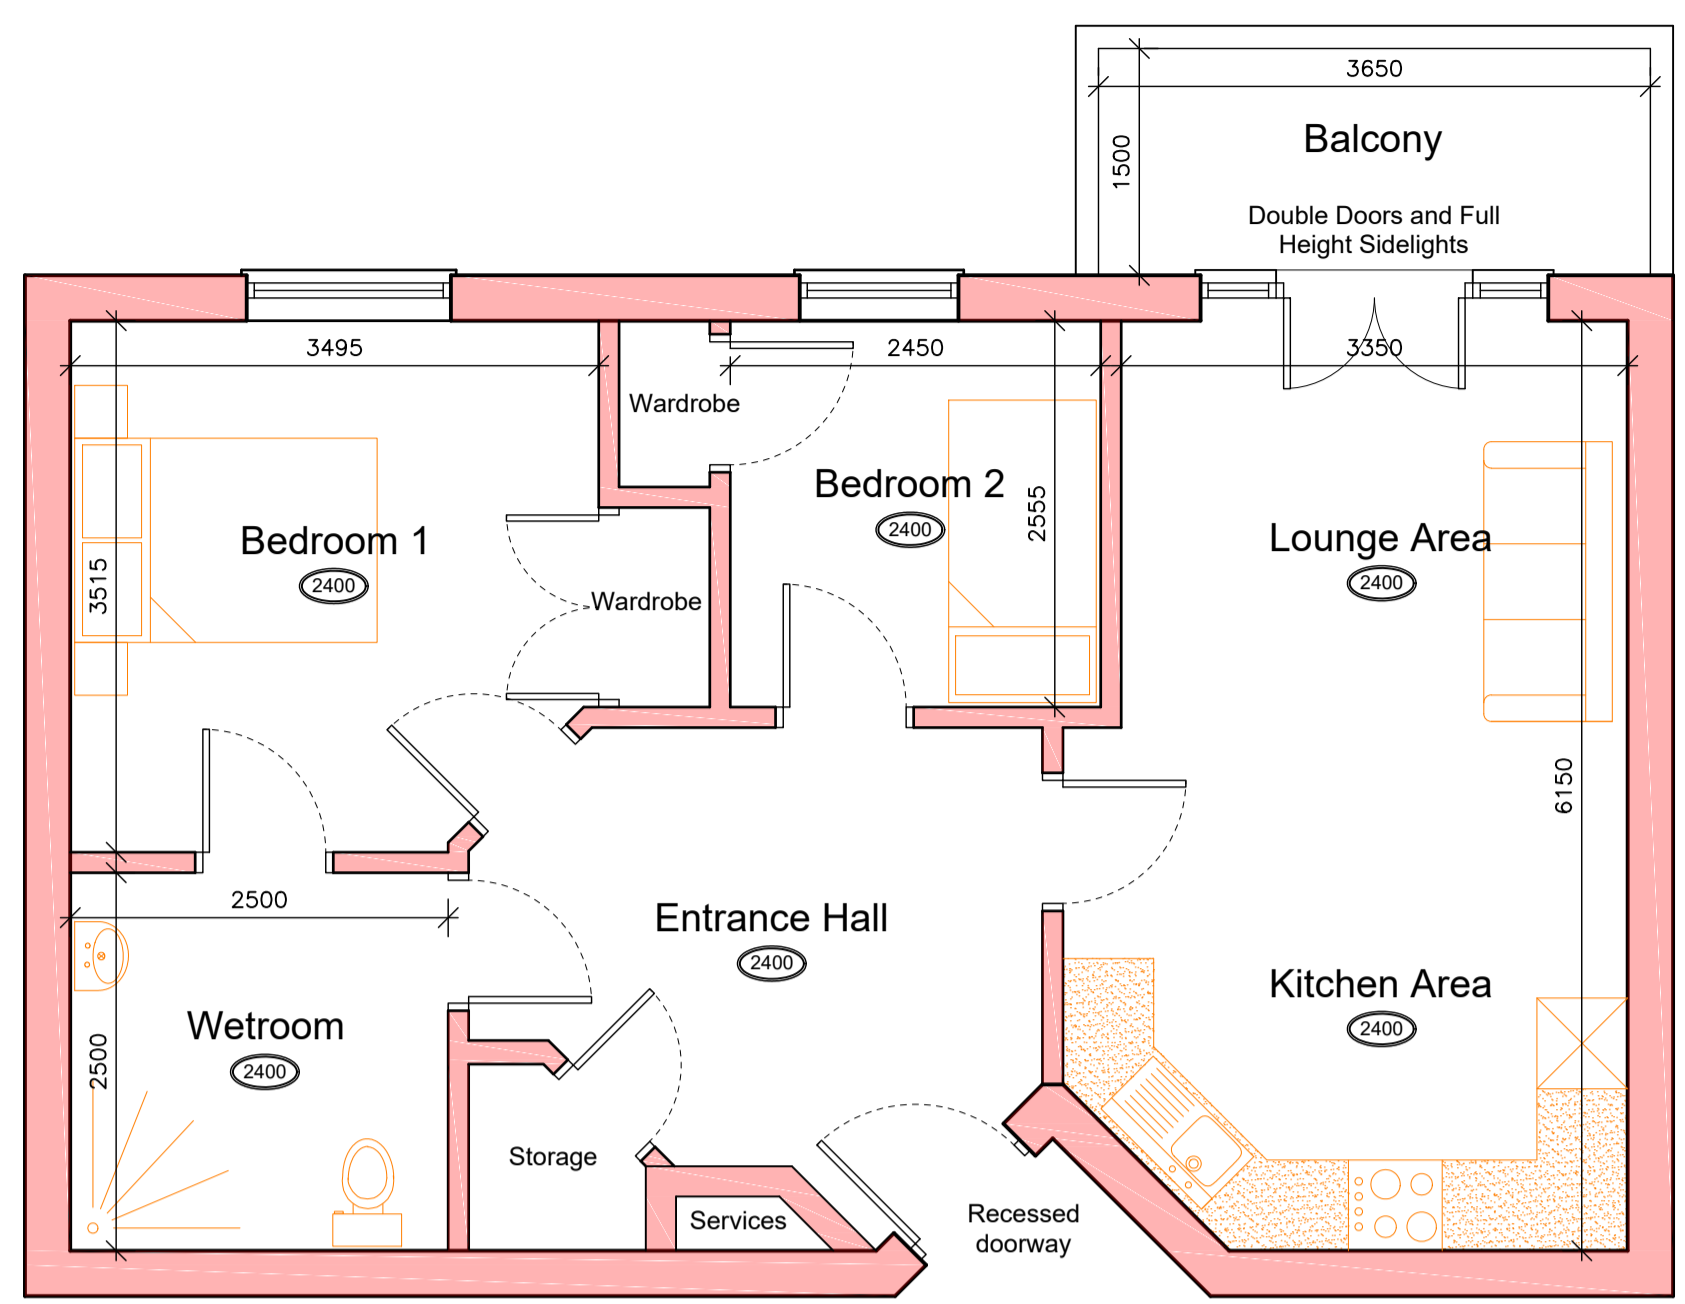 3650
1500
Balcony
Double Doors and Full
Height Sidelights
3495
2450
3350
Wardrobe
Bedroom 2
2400
2555
Bedroom 1
2400
3515
Wardrobe
Lounge Area
2400
6150
2500
Entrance Hall
2400
Kitchen Area
2400
Wetroom
2400
2500
Storage
Services
Recessed
doorway